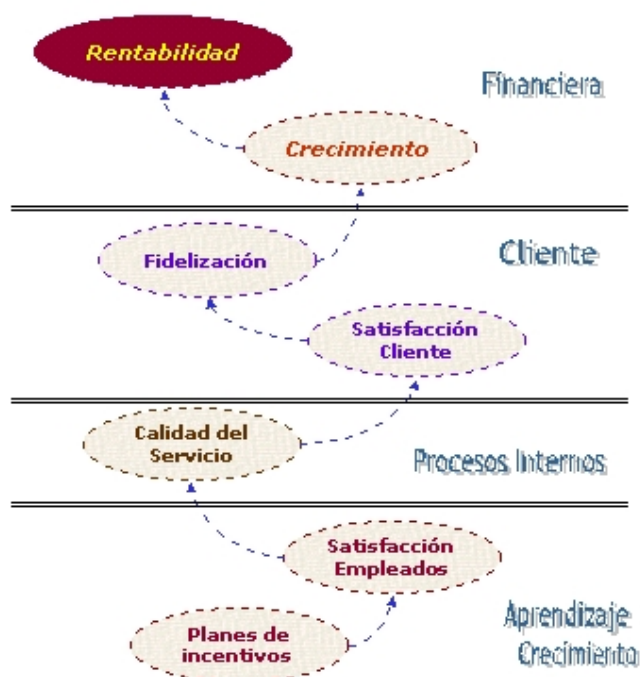 Rentabilidad
Financiera
Crecimiento
Cliente
Fidelización
Satisfacción
Cliente
Calidad del
Servicio
Procesos Internos
Satisfacción
Empleados
Planes de
incentivos
Aprendizaje
Crecimiento